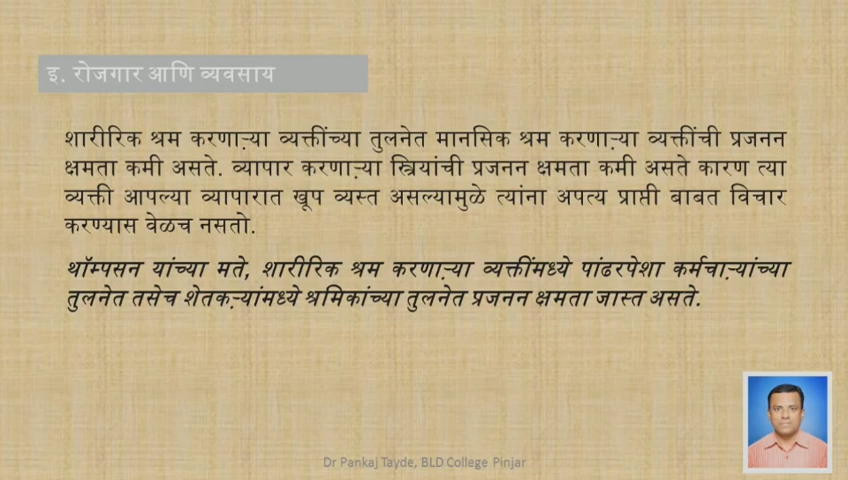 इ. रोजगार आणि व्यवसाय
शारीरिक श्रम करणाऱ्या व्यक्तींच्या तुलनेत मानसिक श्रम करणाऱ्या व्यक्तींची प्रजनन
क्षमता कमी असते. व्यापार करणाऱ्या स्त्रियांची प्रजनन क्षमता कमी असते कारण त्या
व्यक्ती आपल्या व्यापारात खूप व्यस्त असल्यामुळे त्यांना अपत्य प्राप्ती बाबत विचार
करण्यास वेळच नसतो.
थॉम्पसन यांच्या मते, शारीरिक श्रम करणाऱ्या व्यक्तींमध्ये पांढरपेशा कर्मचाऱ्यांच्या
तुलनेत तसेच शेतकऱ्यांमध्ये श्रमिकांच्या तुलनेत प्रजनन क्षमता जास्त असते.
Dr Pankaj Tayde, BLD College Pinjar